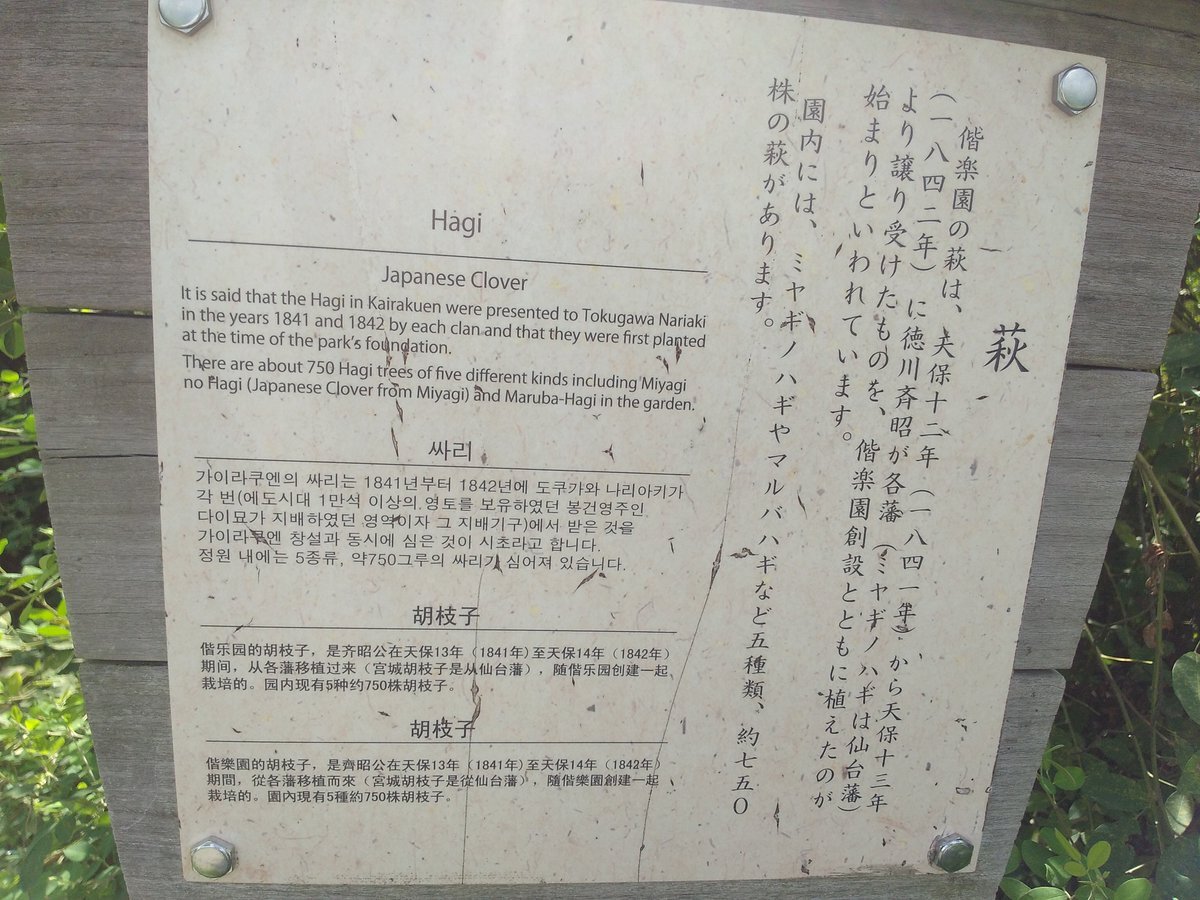 萩
偕楽園の萩は、天保十二年（一八四一年）から天保十三年
（一八四二年）に徳川斉昭が各藩（ミヤギノハギは仙台藩）
より譲り受けたものを、偕楽園創設とともに植えたのが
始まりといわれています。
園内には、ミヤギノハギやマルバハギなど五種類、約七五〇
株の萩があります。
Hagi
Japanese Clover
It is said that the Hagi in Kairakuen were presented to Tokugawa Nariaki
in the years 1841 and 1842 by each clan and that they were first planted
at the time of the park's foundation.
There are about 750 Hagi trees of five different kinds including Miyagi
no Hagi (Japanese Clover from Miyagi) and Maruba-Hagi in the garden.
싸리
가이라쿠엔의 싸리는 1841년부터 1842년에 도쿠가와 나리아키가
각 번(에도시대 1만석 이상의 영토를 보유하였던 봉건영주인
다이묘가 지배하였던 영역이자 그 지배기구)에서 받은 것을
가이라쿠엔 창설과 동시에 심은 것이 시초라고 합니다.
정원 내에는 5종류, 약750그루의 싸리가 심어져 있습니다.
胡枝子
偕乐园的胡枝子，是齐昭公在天保13年（1841年）至天保14年（1842年）
期间，从各藩移植过来（宫城胡枝子是从仙台藩），随偕乐园创建一起
栽培的。园内现有5种约750株胡枝子。
胡枝子
偕樂園的胡枝子，是齊昭公在天保13年（1841年）至天保14年（1842年）
期間，從各藩移植而來（宮城胡枝子是從仙台藩），隨偕樂園創建一起
栽培的。園內現有5種約750株胡枝子。